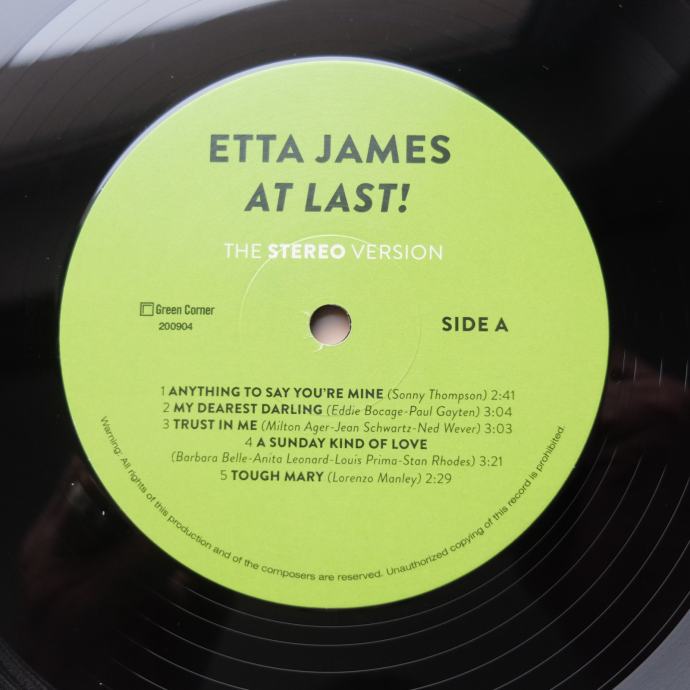 ETTA JAMES
AT LAST!
THE STEREO VERSION
Green Corner
200904
SIDE A
1 ANYTHING TO SAY YOU'RE MINE (Sonny Thompson) 2:41
2 MY DEAREST DARLING (Eddie Bocage-Paul Gayten) 3:04
3 TRUST IN ME (Milton Ager-Jean Schwartz-Ned Wever) 3:03
4 A SUNDAY KIND OF LOVE
(Barbara Belle-Anita Leonard-Louis Prima-Stan Rhodes) 3:21
5 TOUGH MARY (Lorenzo Manley) 2:29
Warning: All rights of this production and of the composers are reserved. Unauthorized copying of this record is prohibited.